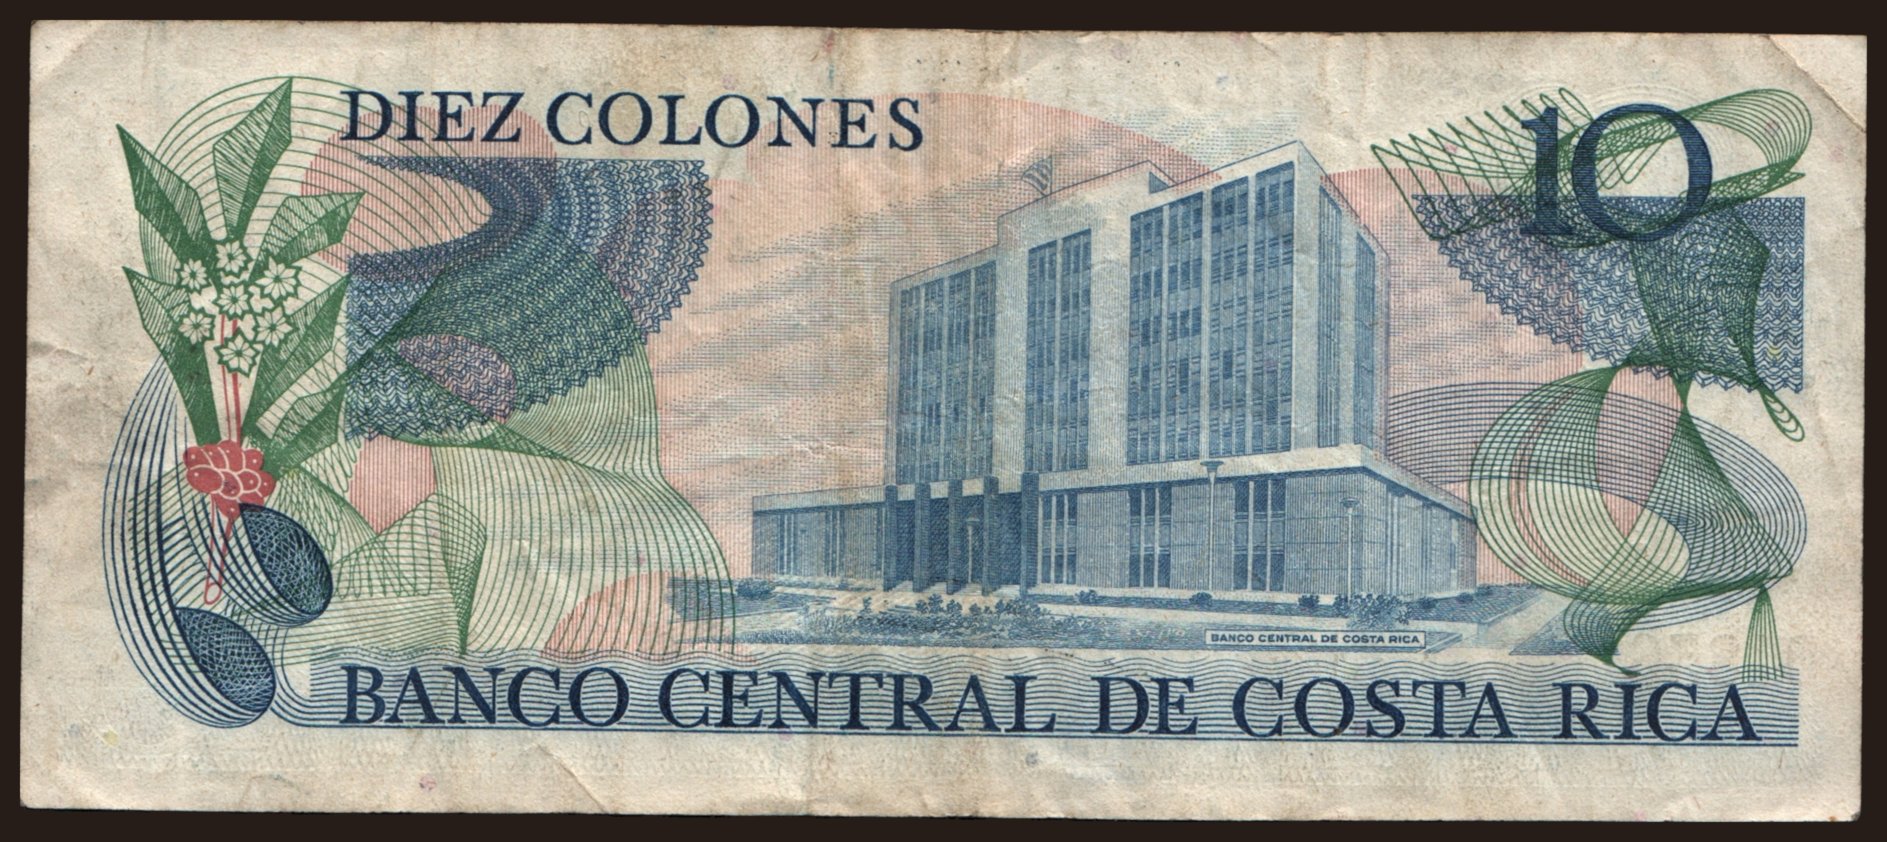 DIEZ COLONES
10
BANCO CENTRAL DE COSTA RICA
BANCO CENTRAL DE COSTA RICA